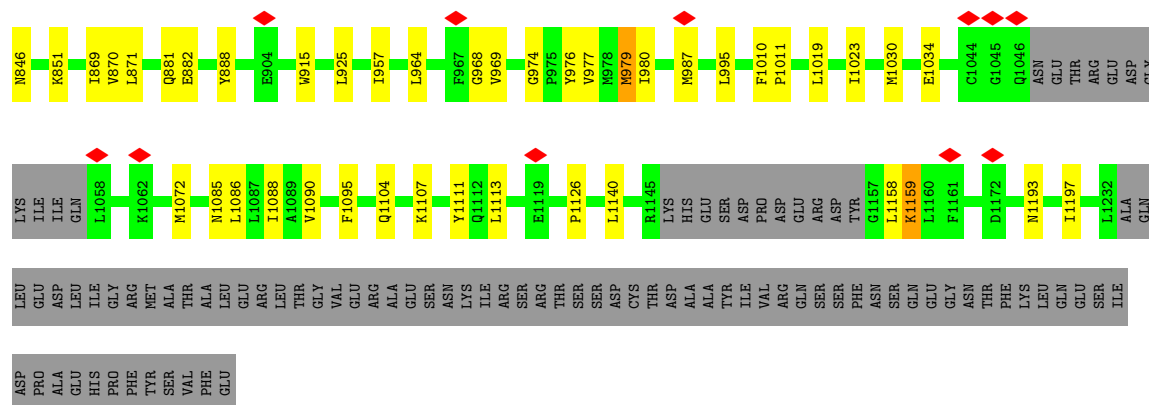 N846 K851 I869 V870 L871 Q881 E882 Y888 E904 W915 L925 I957 L964 F967 G968 V969 G974 P975 Y976 V977 M978 M979 I980 M987 L995 F1010 P1011 L1019 I1023 M1030 E1034 C1044 G1045 Q1046 ASN GLU THR ARG GLU ASP GLY
LYS ILE ILE GLN L1058 K1062 M1072 N1085 L1086 L1087 I1088 A1089 V1090 F1095 Q1104 K1107 Y1111 Q1112 L1113 E1119 P1126 L1140 R1145 LYS HIS GLU SER ASP PRO ASP GLU ARG ASP TYR G1157 L1158 K1159 L1160 F1161 D1172 N1193 I1197 L1232 ALA GLN
LEU GLU ASP LEU ILE GLY ARG MET ALA THR ALA LEU GLU ARG LEU THR GLY VAL GLU ARG ALA GLU SER ASN LYS ILE ARG SER ARG THR SER SER ASP CYS THR ASP ALA ALA TYR ILE VAL ARG GLN SER SER PHE ASN SER GLN GLU GLY ASN THR PHE LYS LEU GLN GLU SER ILE
ASP PRO ALA GLU HIS PRO PHE TYR SER VAL PHE GLU